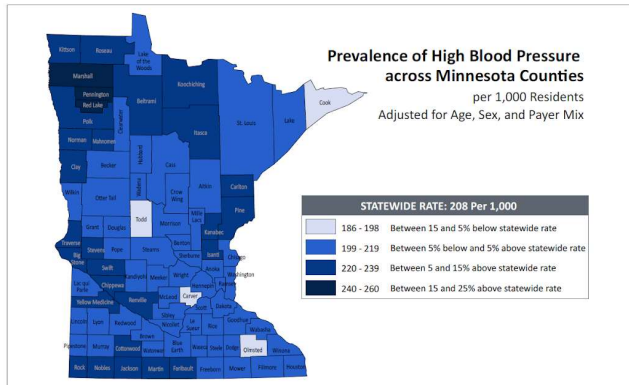 Prevalence of High Blood Pressure
across Minnesota Counties
per 1,000 Residents
Adjusted for Age, Sex, and Payer Mix
STATEWIDE RATE: 208 Per 1,000
186 - 198 Between 15 and 5% below statewide rate
199 - 219 Between 5% below and 5% above statewide rate
220 - 239 Between 5 and 15% above statewide rate
240 - 260 Between 15 and 25% above statewide rate
Kittson
Roseau
Lake
of the
Woods
Marshall
Koochiching
Pennington
Red Lake
Beltrami
Cook
Polk
Clearwater
Itasca
St. Louis
Lake
Norman
Mahnomen
Hubbard
Cass
Clay
Becker
Wadena
Crow
Wing
Aitkin
Carlton
Wilkin
Otter Tail
Todd
Mille
Lacs
Pine
Grant
Douglas
Morrison
Kanabec
Traverse
Benton
Big
Stone
Stevens
Pope
Stearns
Sherburne
Isanti
Chisago
Swift
Anoka
Washington
Kandiyohi
Meeker
Wright
Hennepin
Ramsey
Lac qui
Parle
Chippewa
McLeod
Carver
Yellow Medicine
Renville
Scott
Dakota
Sibley
Lincoln
Lyon
Redwood
Nicollet
Le
Sueur
Rice
Goodhue
Wabasha
Brown
Pipestone
Murray
Cottonwood
Watonwan
Blue
Earth
Waseca
Steele
Dodge
Olmsted
Winona
Rock
Nobles
Jackson
Martin
Faribault
Freeborn
Mower
Fillmore
Houston